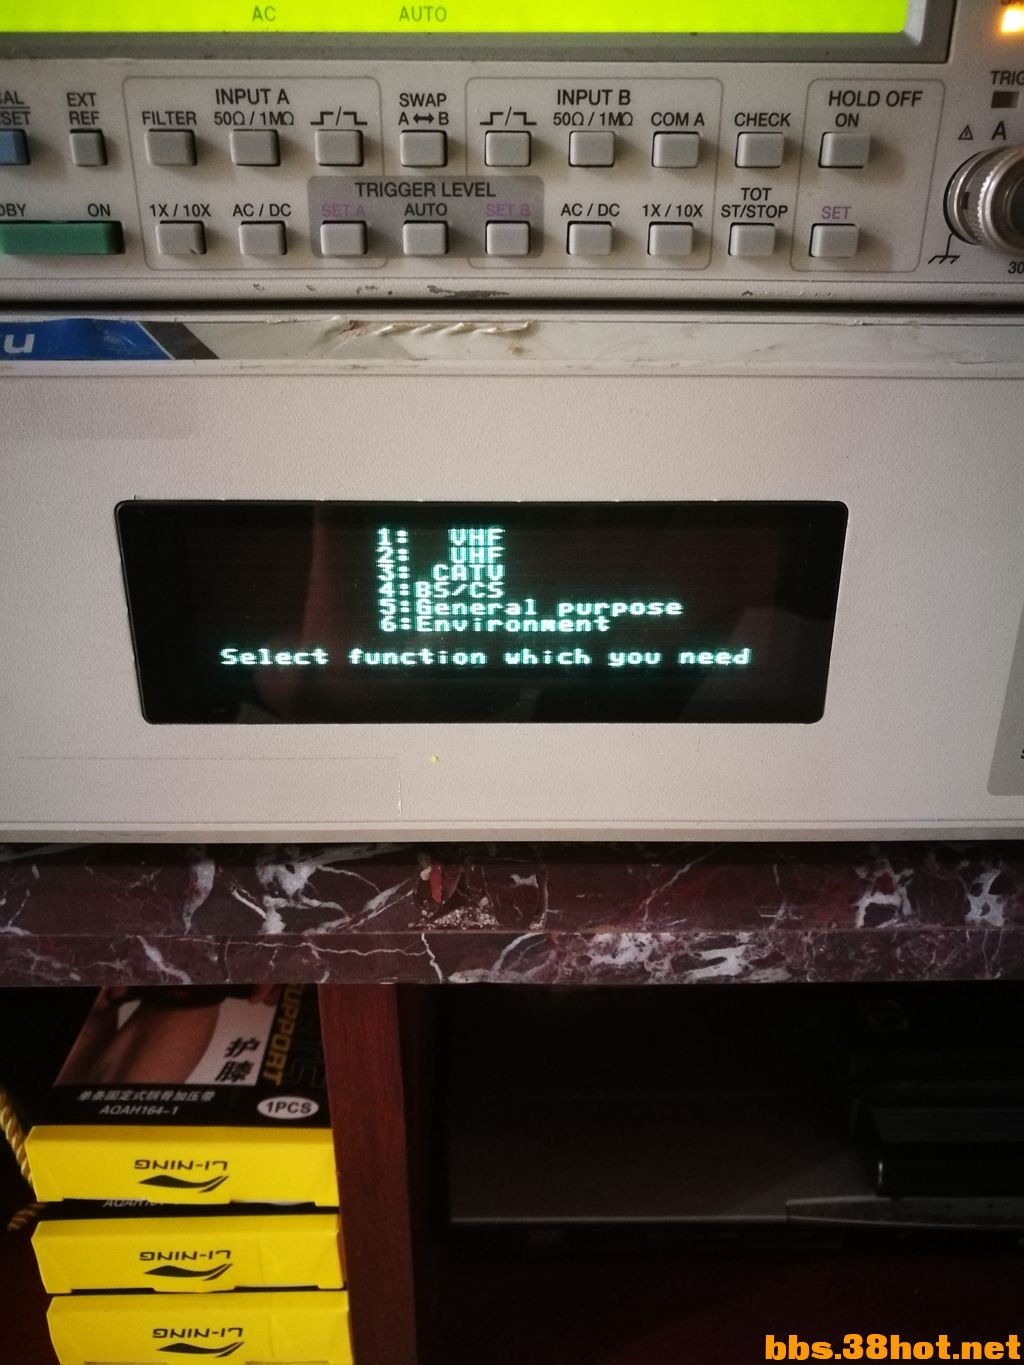 AC AUTO
EXT
REF
INPUT A
FILTER 50Ω / 1MΩ
SWAP
A ↔ B
INPUT B
50Ω / 1MΩ COM A
CHECK
HOLD OFF
ON
TRIG
A
ON
1X / 10X AC / DC
TRIGGER LEVEL
SET A AUTO SET B
AC / DC 1X / 10X
TOT
ST/STOP
SET
30
u
1: VHF
2: UHF
3: CATV
4:BS/CS
5:General purpose
6:Environment
Select function which you need
护膝
SUPPORT
AQAH164-1
1PCS
LI-NING
LI-NING
LI-NING
bbs.38hot.net